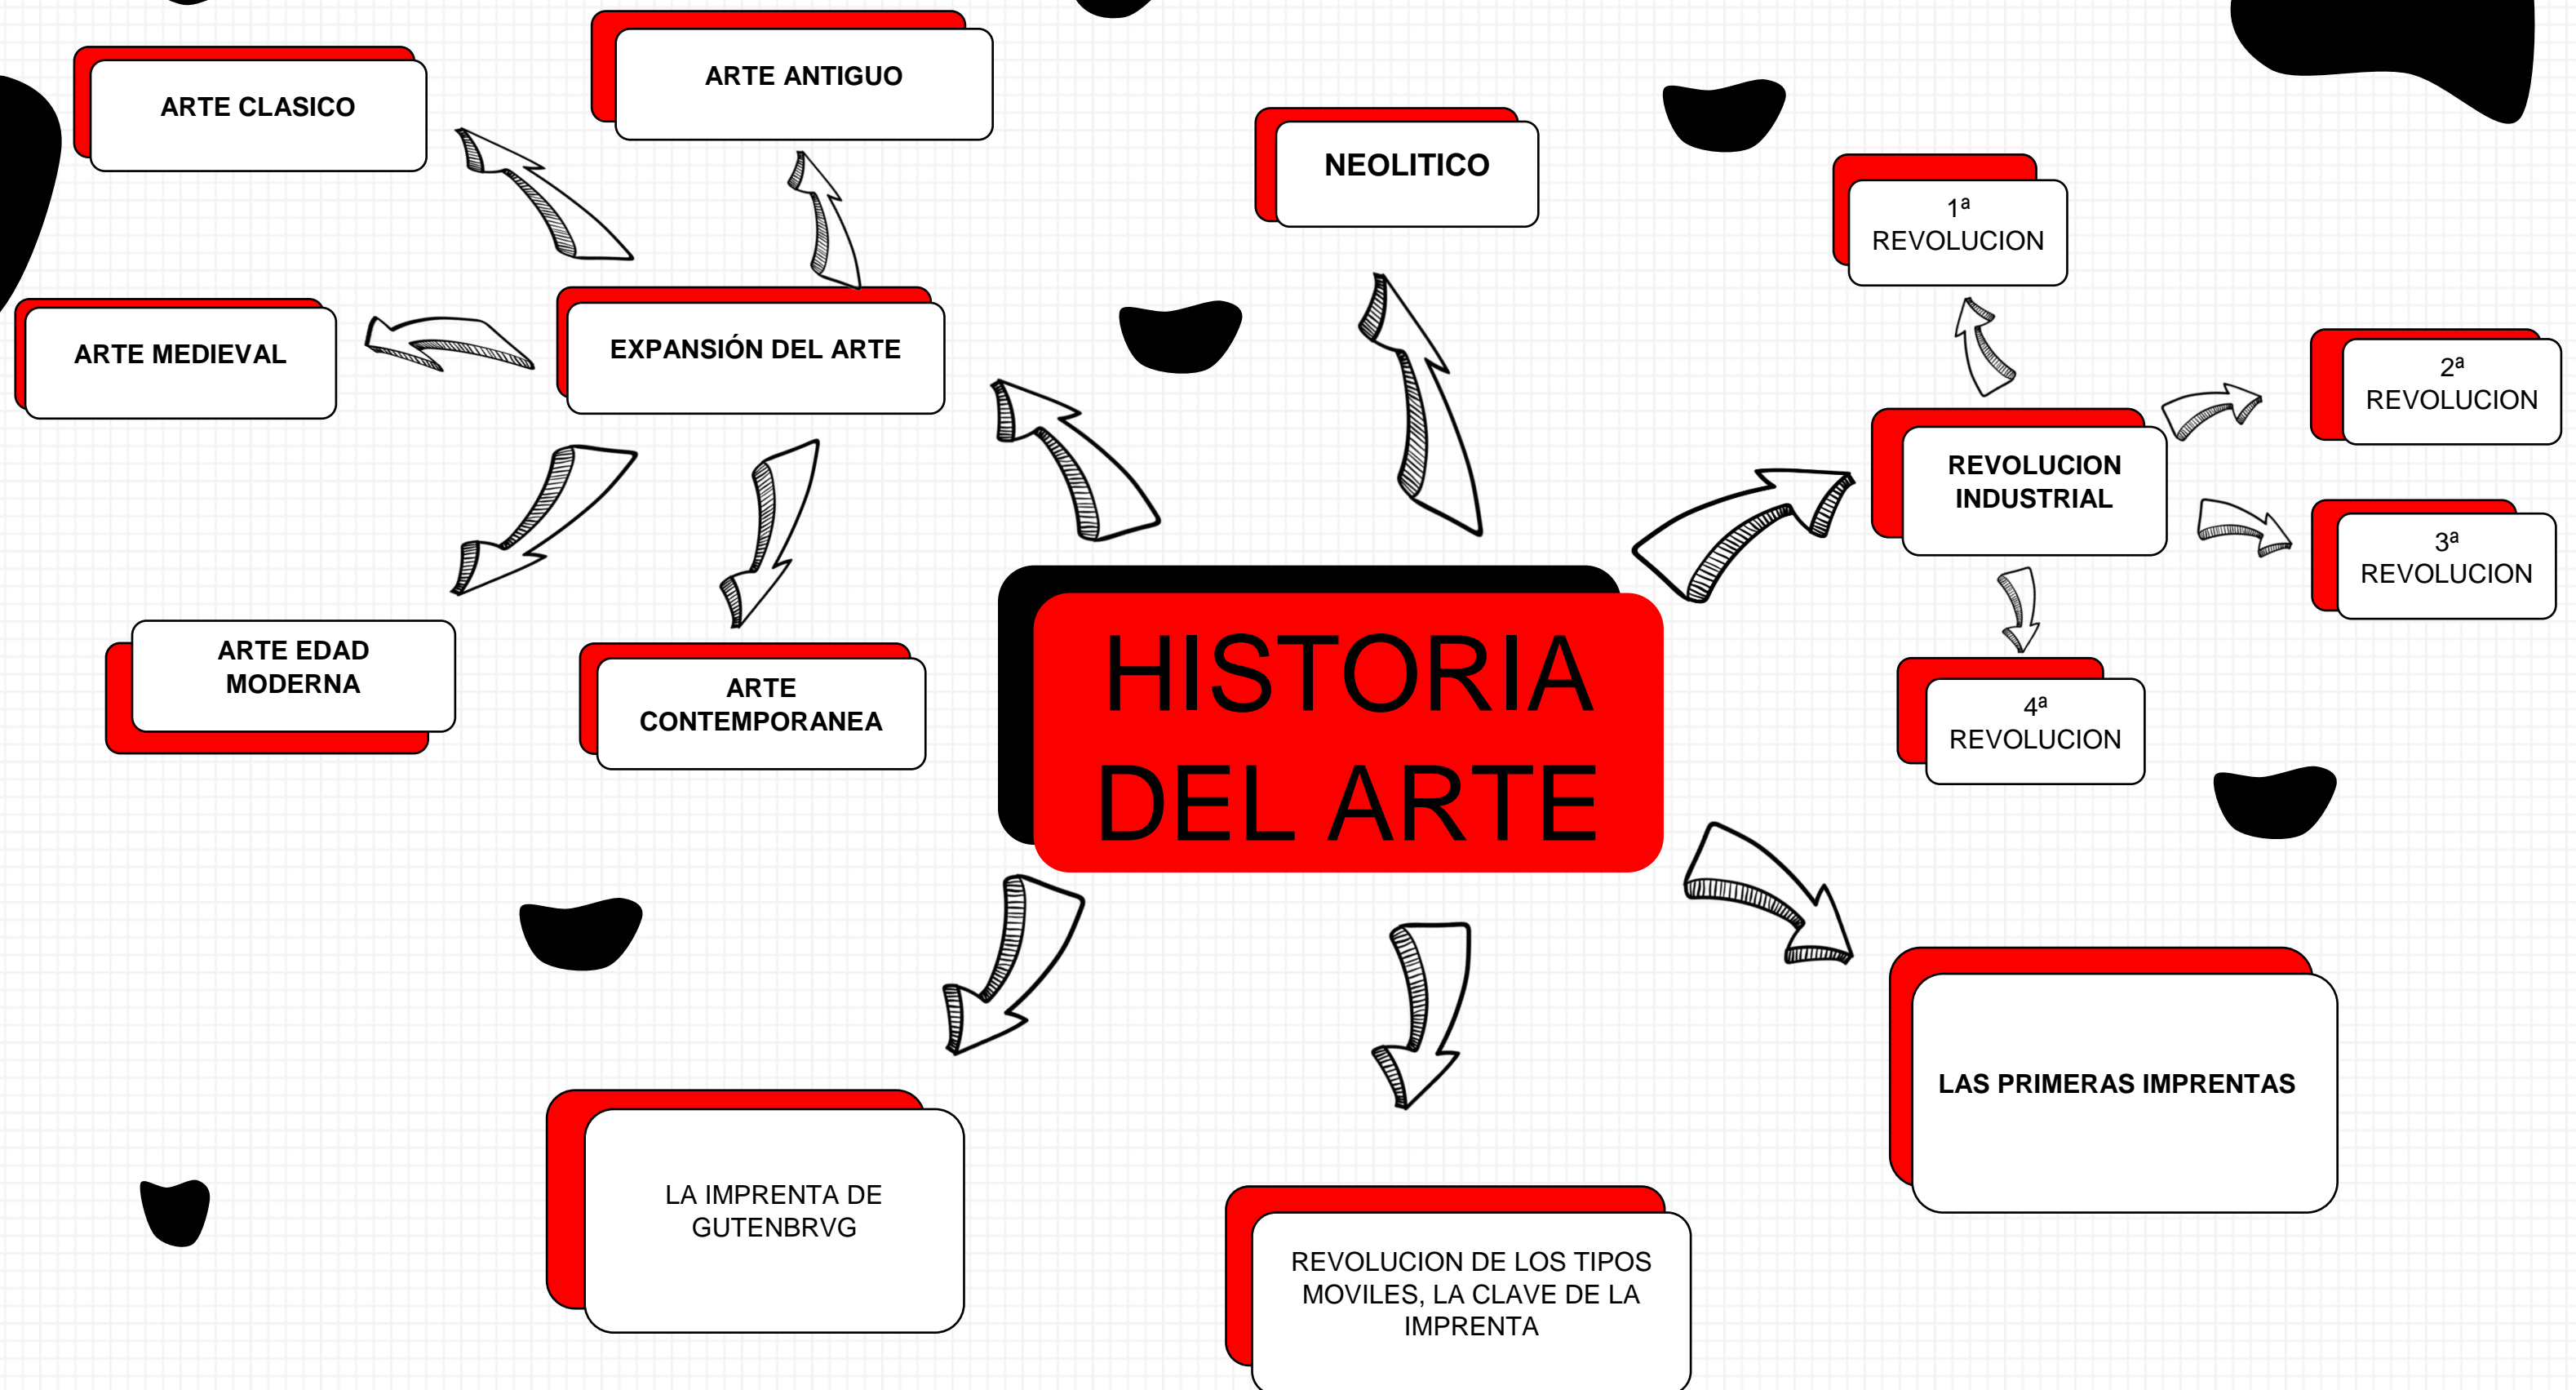 ARTE CLASICO
ARTE ANTIGUO
NEOLITICO
1ª
REVOLUCION
ARTE MEDIEVAL
EXPANSIÓN DEL ARTE
2ª
REVOLUCION
REVOLUCION
INDUSTRIAL
3ª
REVOLUCION
ARTE EDAD
MODERNA
ARTE
CONTEMPORANEA
HISTORIA
DEL ARTE
4ª
REVOLUCION
LAS PRIMERAS IMPRENTAS
LA IMPRENTA DE
GUTENBRVG
REVOLUCION DE LOS TIPOS
MOVILES, LA CLAVE DE LA
IMPRENTA